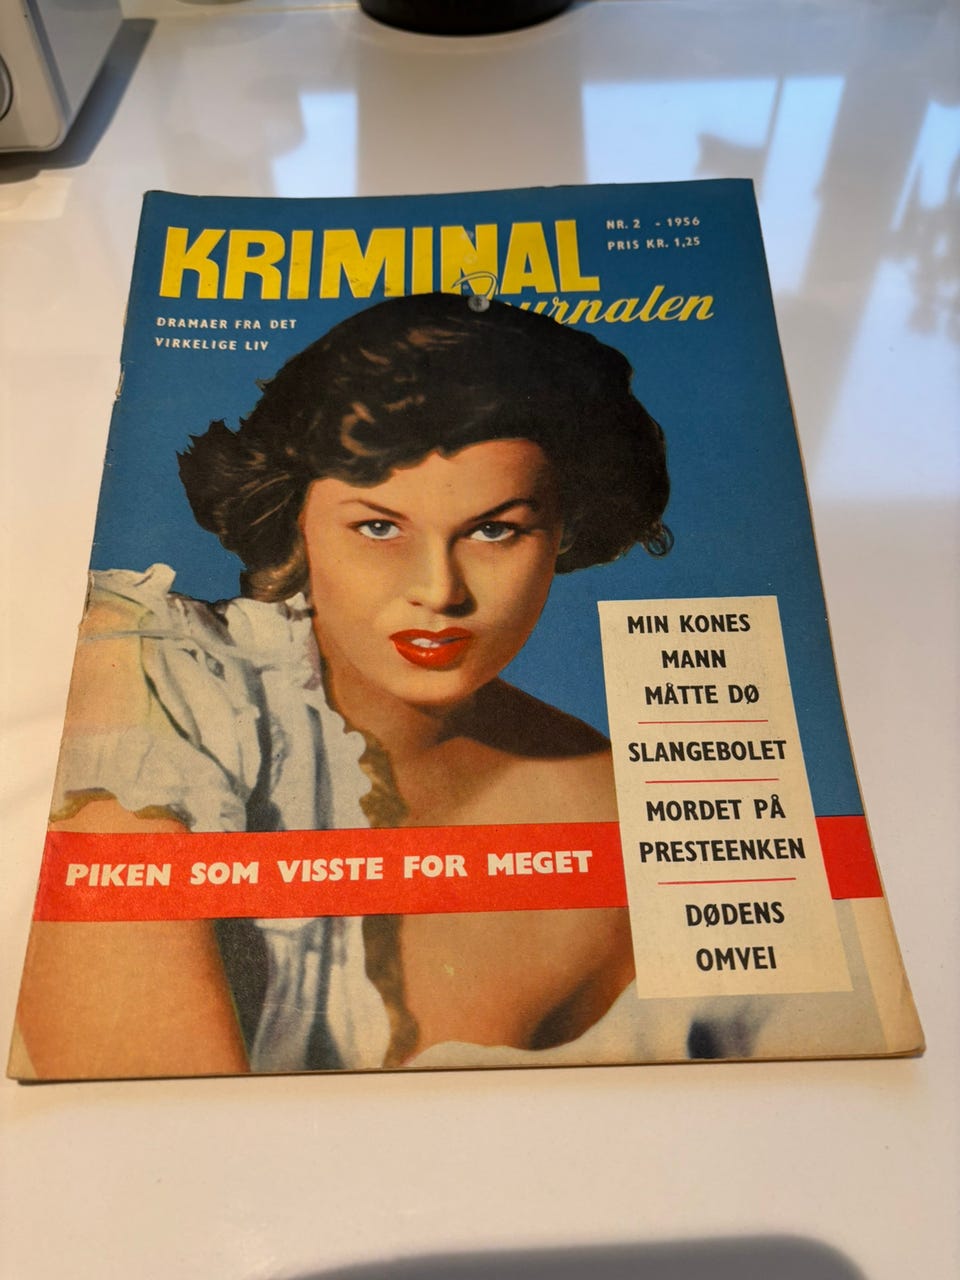 KRIMINAL
Journalen
NR. 2 - 1956
PRIS KR. 1,25
DRAMAER FRA DET
VIRKELIGE LIV
MIN KONES
MANN
MÅTTE DØ
SLANGEBOLET
MORDET PÅ
PRESTEENKEN
DØDENS
OMVEI
PIKEN SOM VISSTE FOR MEGET